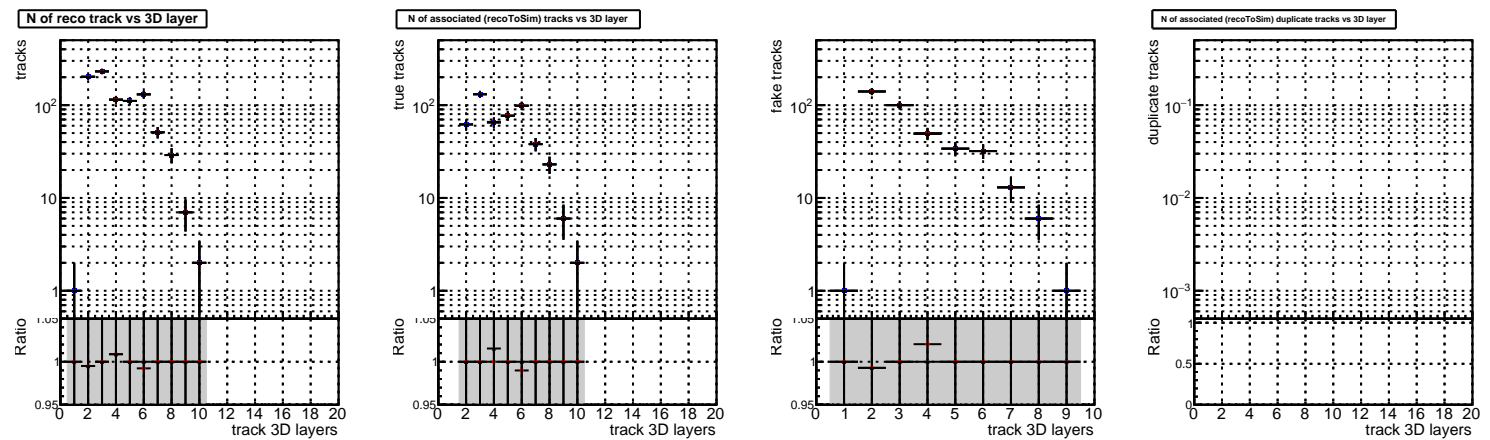 N of reco track vs 3D layer
tracks
10²
10
1
Ratio
1.05
1
0.95
0 2 4 6 8 10 12 14 16 18 20
track 3D layers
N of associated (recoToSim) tracks vs 3D layer
true tracks
10²
10
1
Ratio
1.05
1
0.95
0 2 4 6 8 10 12 14 16 18 20
track 3D layers
fake tracks
10²
10
1
Ratio
1.05
1
0.95
0 1 2 3 4 5 6 7 8 9 10
track 3D layers
N of associated (recoToSim) duplicate tracks vs 3D layer
duplicate tracks
10⁻¹
10⁻²
10⁻³
Ratio
1
0.5
0
0 2 4 6 8 10 12 14 16 18 20
track 3D layers